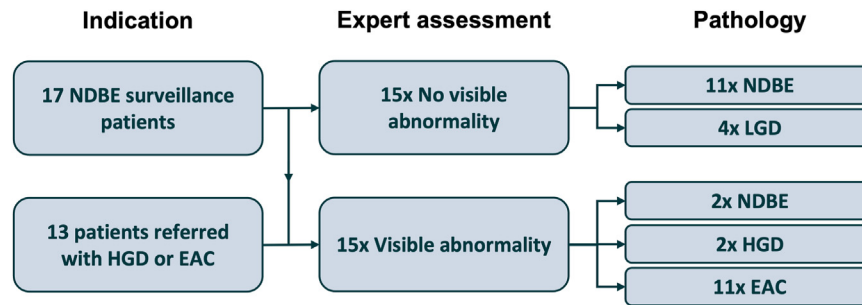 Indication
Expert assessment
Pathology
17 NDBE surveillance
patients
15x No visible
abnormality
11x NDBE
4x LGD
13 patients referred
with HGD or EAC
15x Visible abnormality
2x NDBE
2x HGD
11x EAC